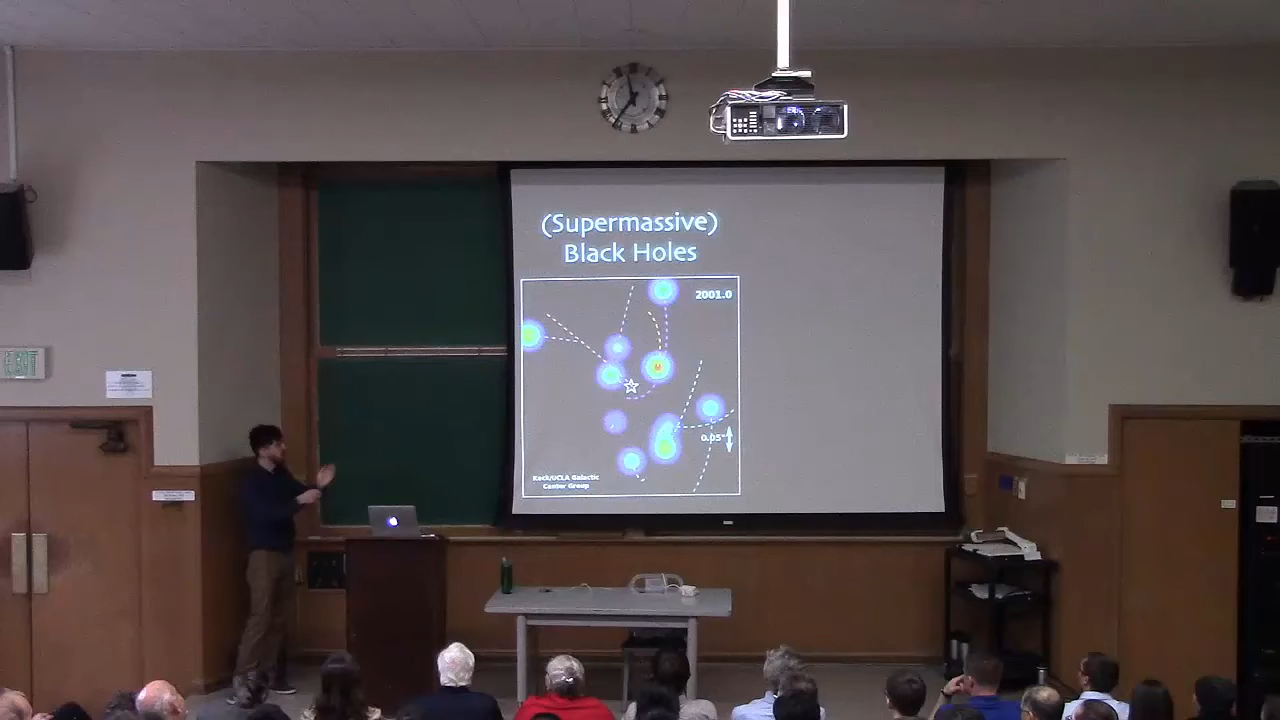 (Supermassive)
Black Holes
2001.0
0.05"
Keck/UCLA Galactic
Center Group
EXIT